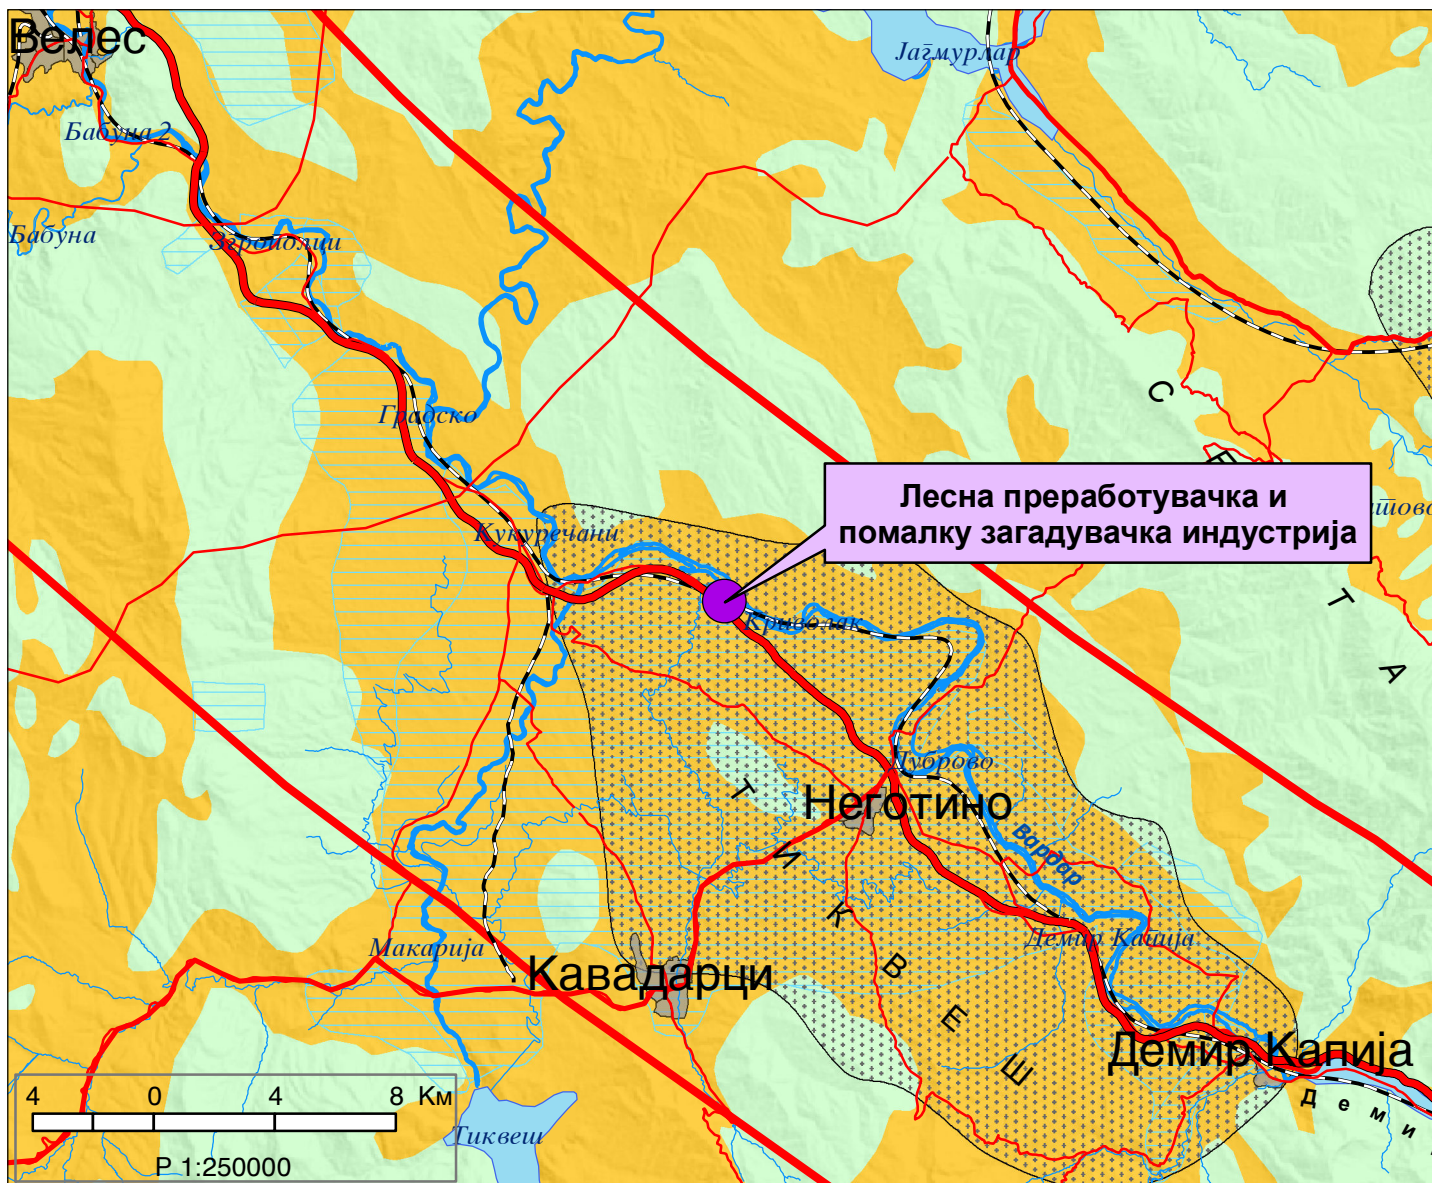 Велес
Јаѓмурлар
Бабуна 2
Бабуна
Згрополци
Градско
Кукуречани
Лесна преработувачка и
помалку загадувачка индустрија
Криволак
С Е Т А
Дуброво
Неготино
Вардар
Т И К В Е Ш
Демир Капија
Макарија
Кавадарци
Демир Капија
Д е м и
Тиквеш
4 0 4 8 Км
Р 1:250000